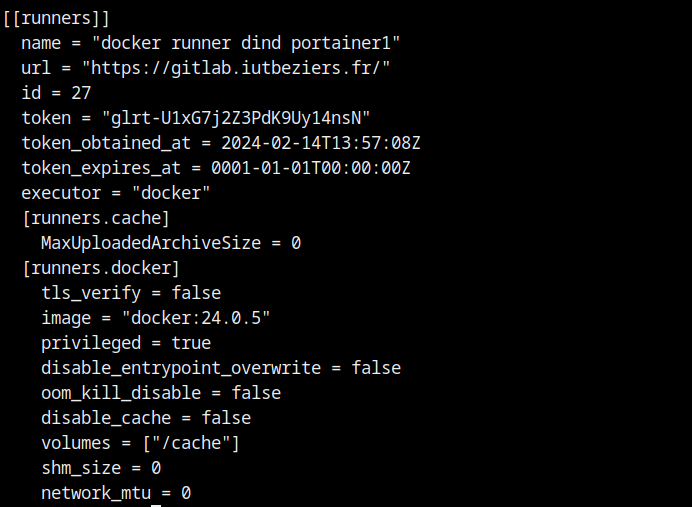 [[runners]]
  name = "docker runner dind portainer1"
  url = "https://gitlab.iutbeziers.fr/"
  id = 27
  token = "glrt-U1xG7j2Z3PdK9Uy14nsN"
  token_obtained_at = 2024-02-14T13:57:08Z
  token_expires_at = 0001-01-01T00:00:00Z
  executor = "docker"
  [runners.cache]
    MaxUploadedArchiveSize = 0
  [runners.docker]
    tls_verify = false
    image = "docker:24.0.5"
    privileged = true
    disable_entrypoint_overwrite = false
    oom_kill_disable = false
    disable_cache = false
    volumes = ["/cache"]
    shm_size = 0
    network_mtu = 0